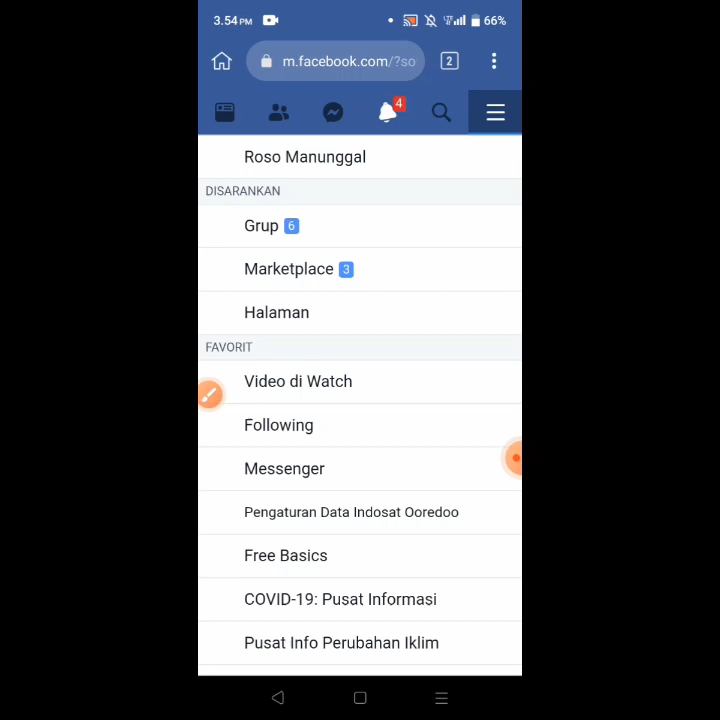 3.54 PM 66%
m.facebook.com/?so 2
4
Roso Manunggal
DISARANKAN
Grup 6
Marketplace 3
Halaman
FAVORIT
Video di Watch
Following
Messenger
Pengaturan Data Indosat Ooredoo
Free Basics
COVID-19: Pusat Informasi
Pusat Info Perubahan Iklim